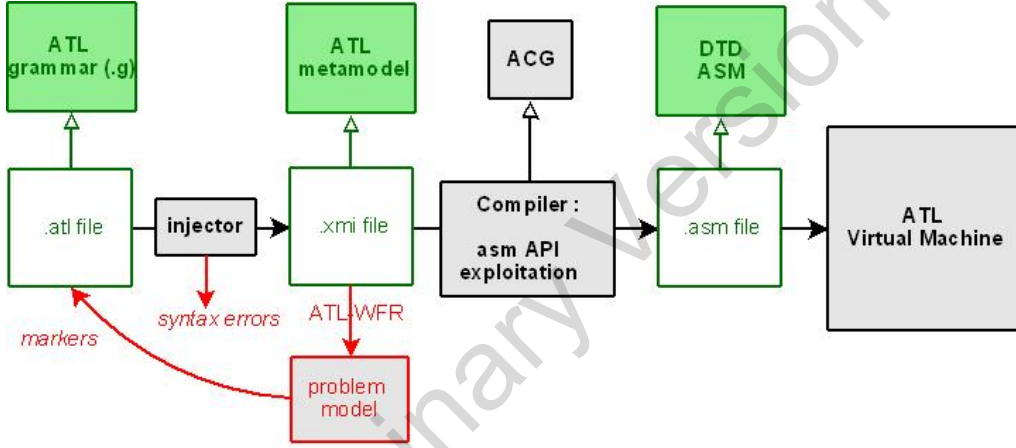 ATL
grammar (.g)
ATL
metamodel
ACG
DTD
ASM
.atl file
injector
.xmi file
Compiler :
asm API
exploitation
.asm file
ATL
Virtual Machine
syntax errors
ATL-WFR
markers
problem
model
inary Version